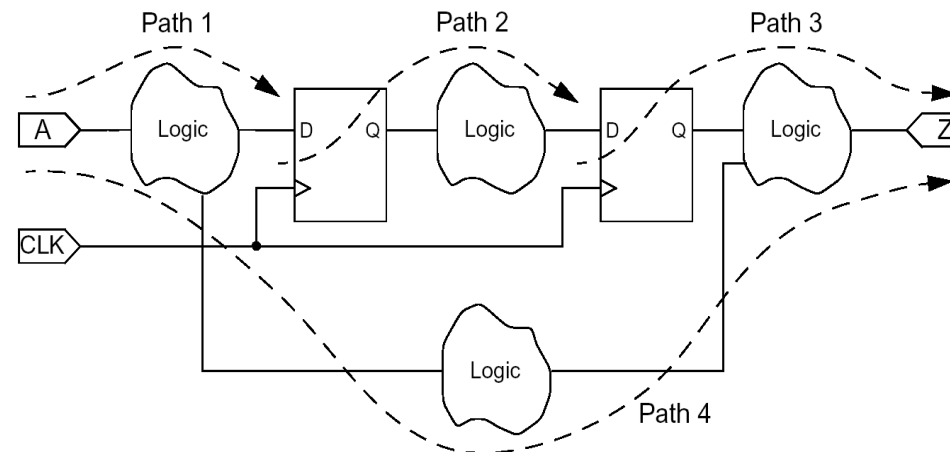 Path 1
Path 2
Path 3
A
Logic
D
Q
Logic
D
Q
Logic
Z
CLK
Logic
Path 4